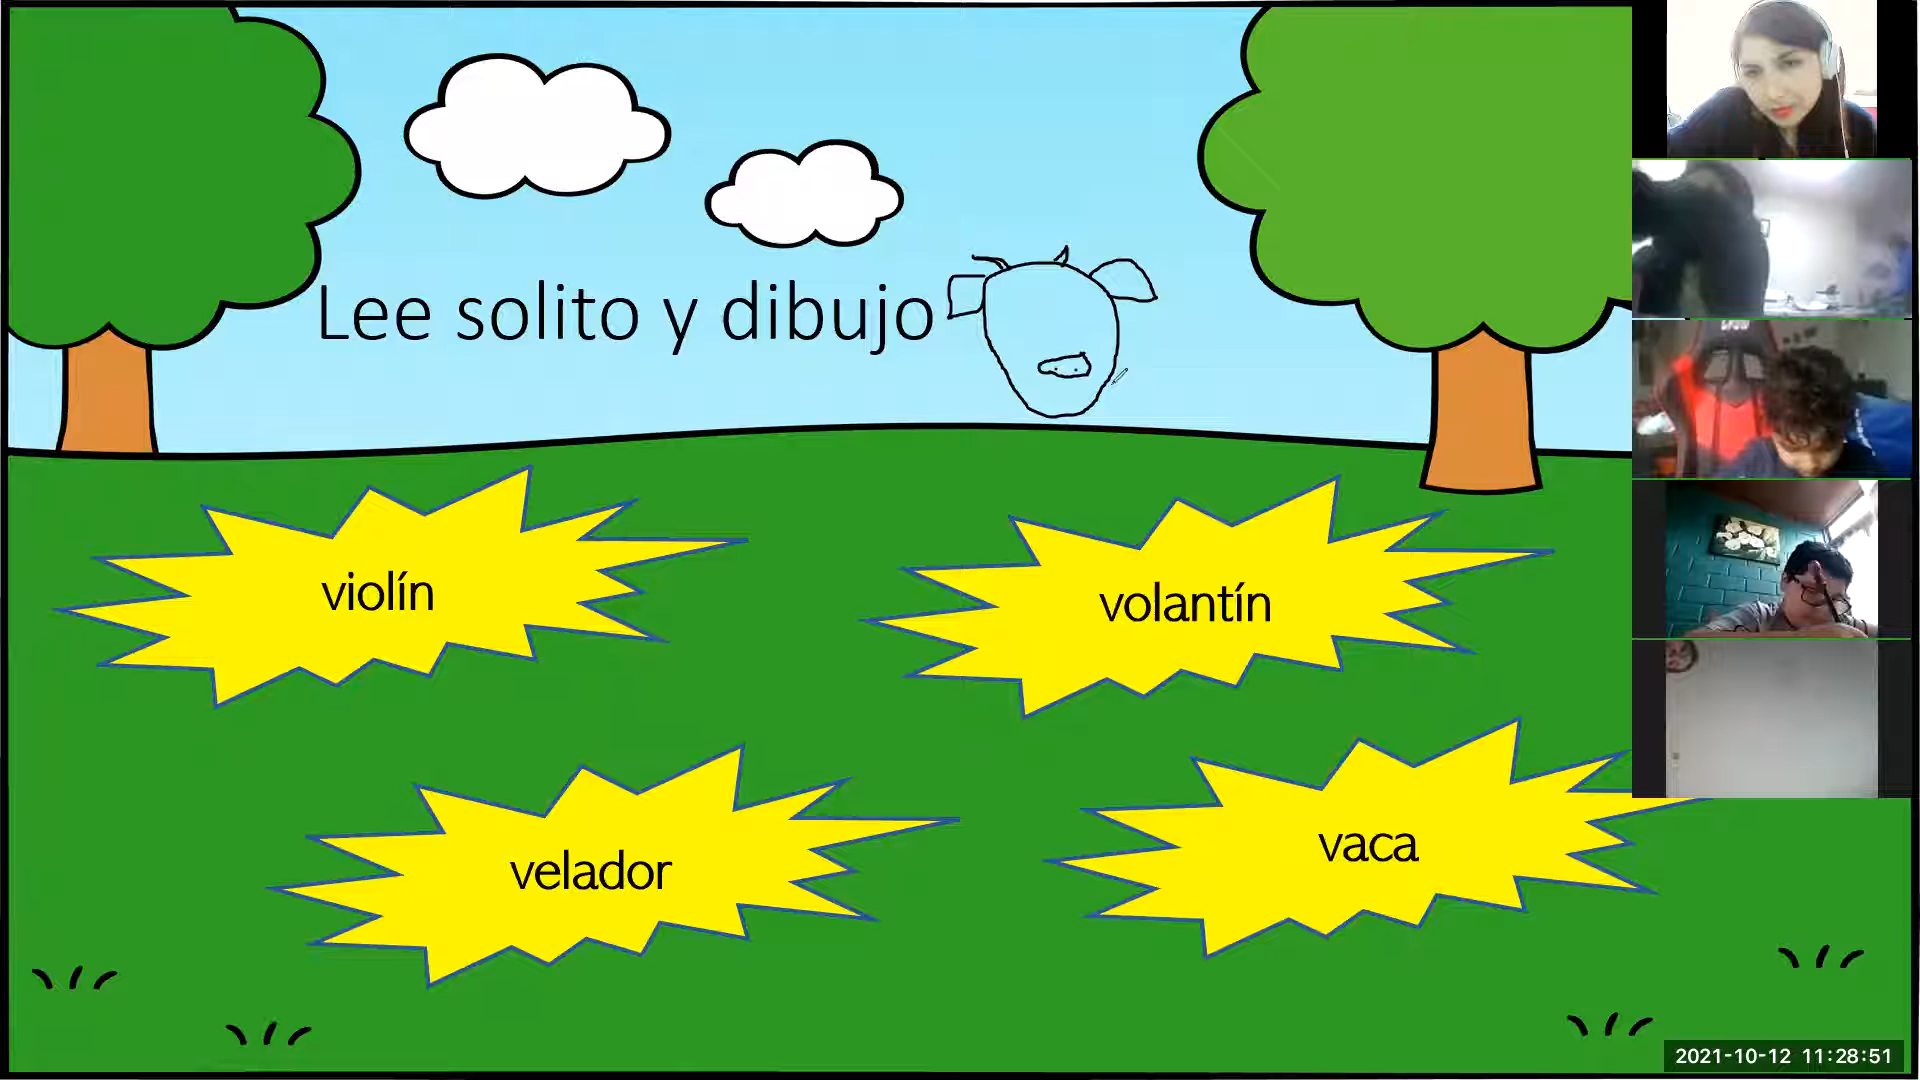 Lee solito y dibujo
violín
volantín
velador
vaca
2021-10-12 11:28:51